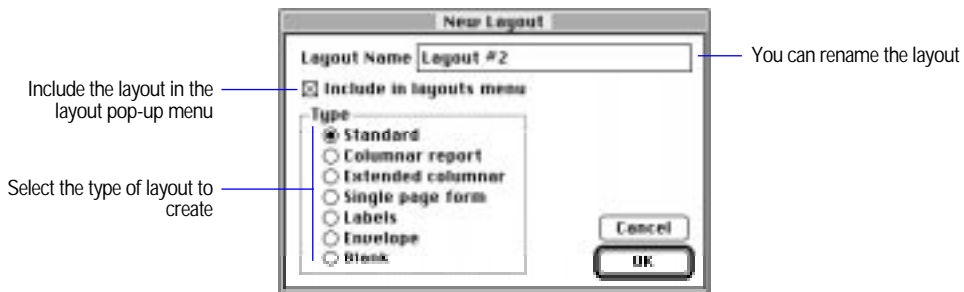 New Layout
Layout Name Layout #2
You can rename the layout
Include the layout in the
layout pop-up menu
Include in layouts menu
Type
Standard
Columnar report
Extended columnar
Single page form
Labels
Envelope
Blank
Select the type of layout to
create
Cancel
OK